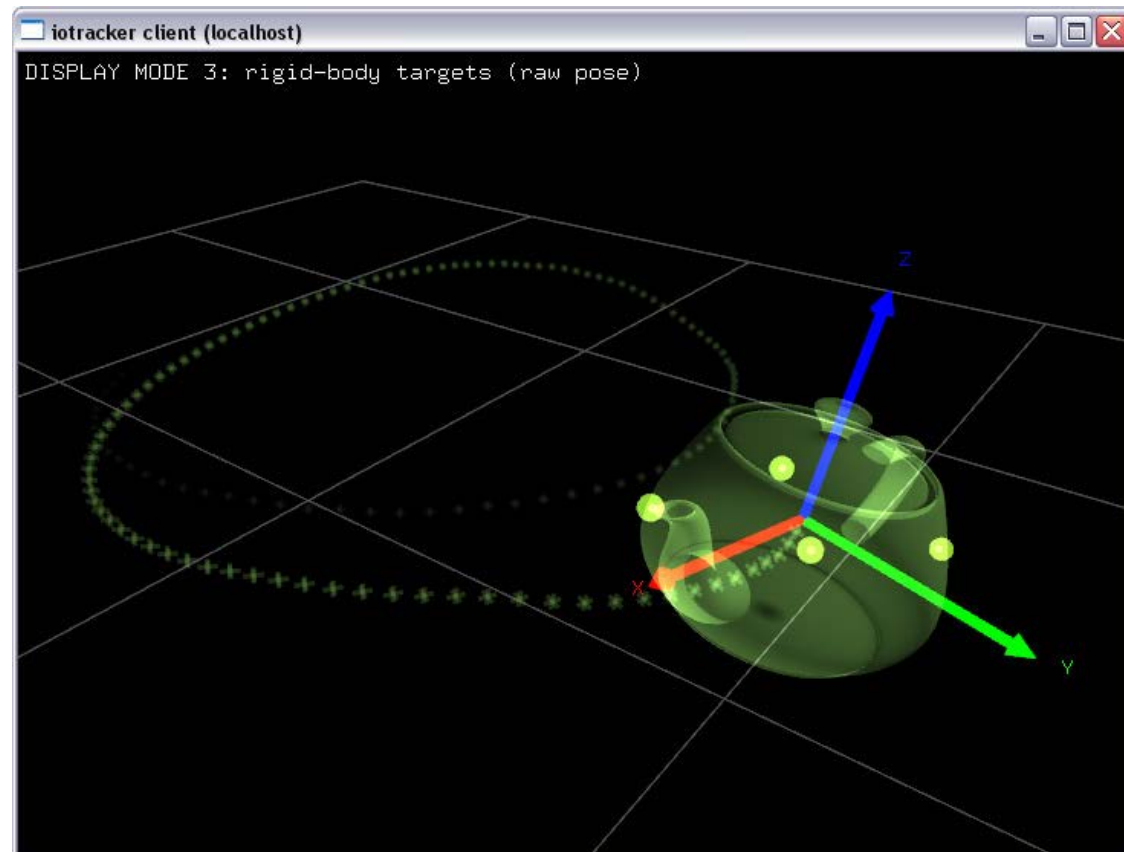 iotracker client (localhost)
DISPLAY MODE 3: rigid-body targets (raw pose)
Z
X
Y